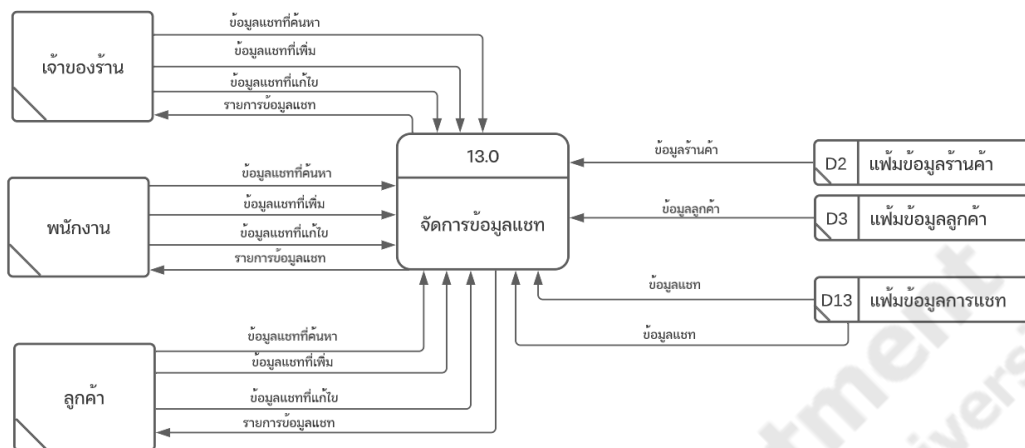 ข้อมูลแชทที่ค้นหา
ข้อมูลแชทที่เพิ่ม
ข้อมูลแชทที่แก้ไข
รายการข้อมูลแชท
เจ้าของร้าน
13.0
จัดการข้อมูลแชท
ข้อมูลแชทที่ค้นหา
ข้อมูลแชทที่เพิ่ม
ข้อมูลแชทที่แก้ไข
รายการข้อมูลแชท
พนักงาน
ข้อมูลร้านค้า
D2 แฟ้มข้อมูลร้านค้า
ข้อมูลลูกค้า
D3 แฟ้มข้อมูลลูกค้า
ข้อมูลแชท
D13 แฟ้มข้อมูลการแชท
ข้อมูลแชท
ข้อมูลแชทที่ค้นหา
ข้อมูลแชทที่เพิ่ม
ข้อมูลแชทที่แก้ไข
รายการข้อมูลแชท
ลูกค้า